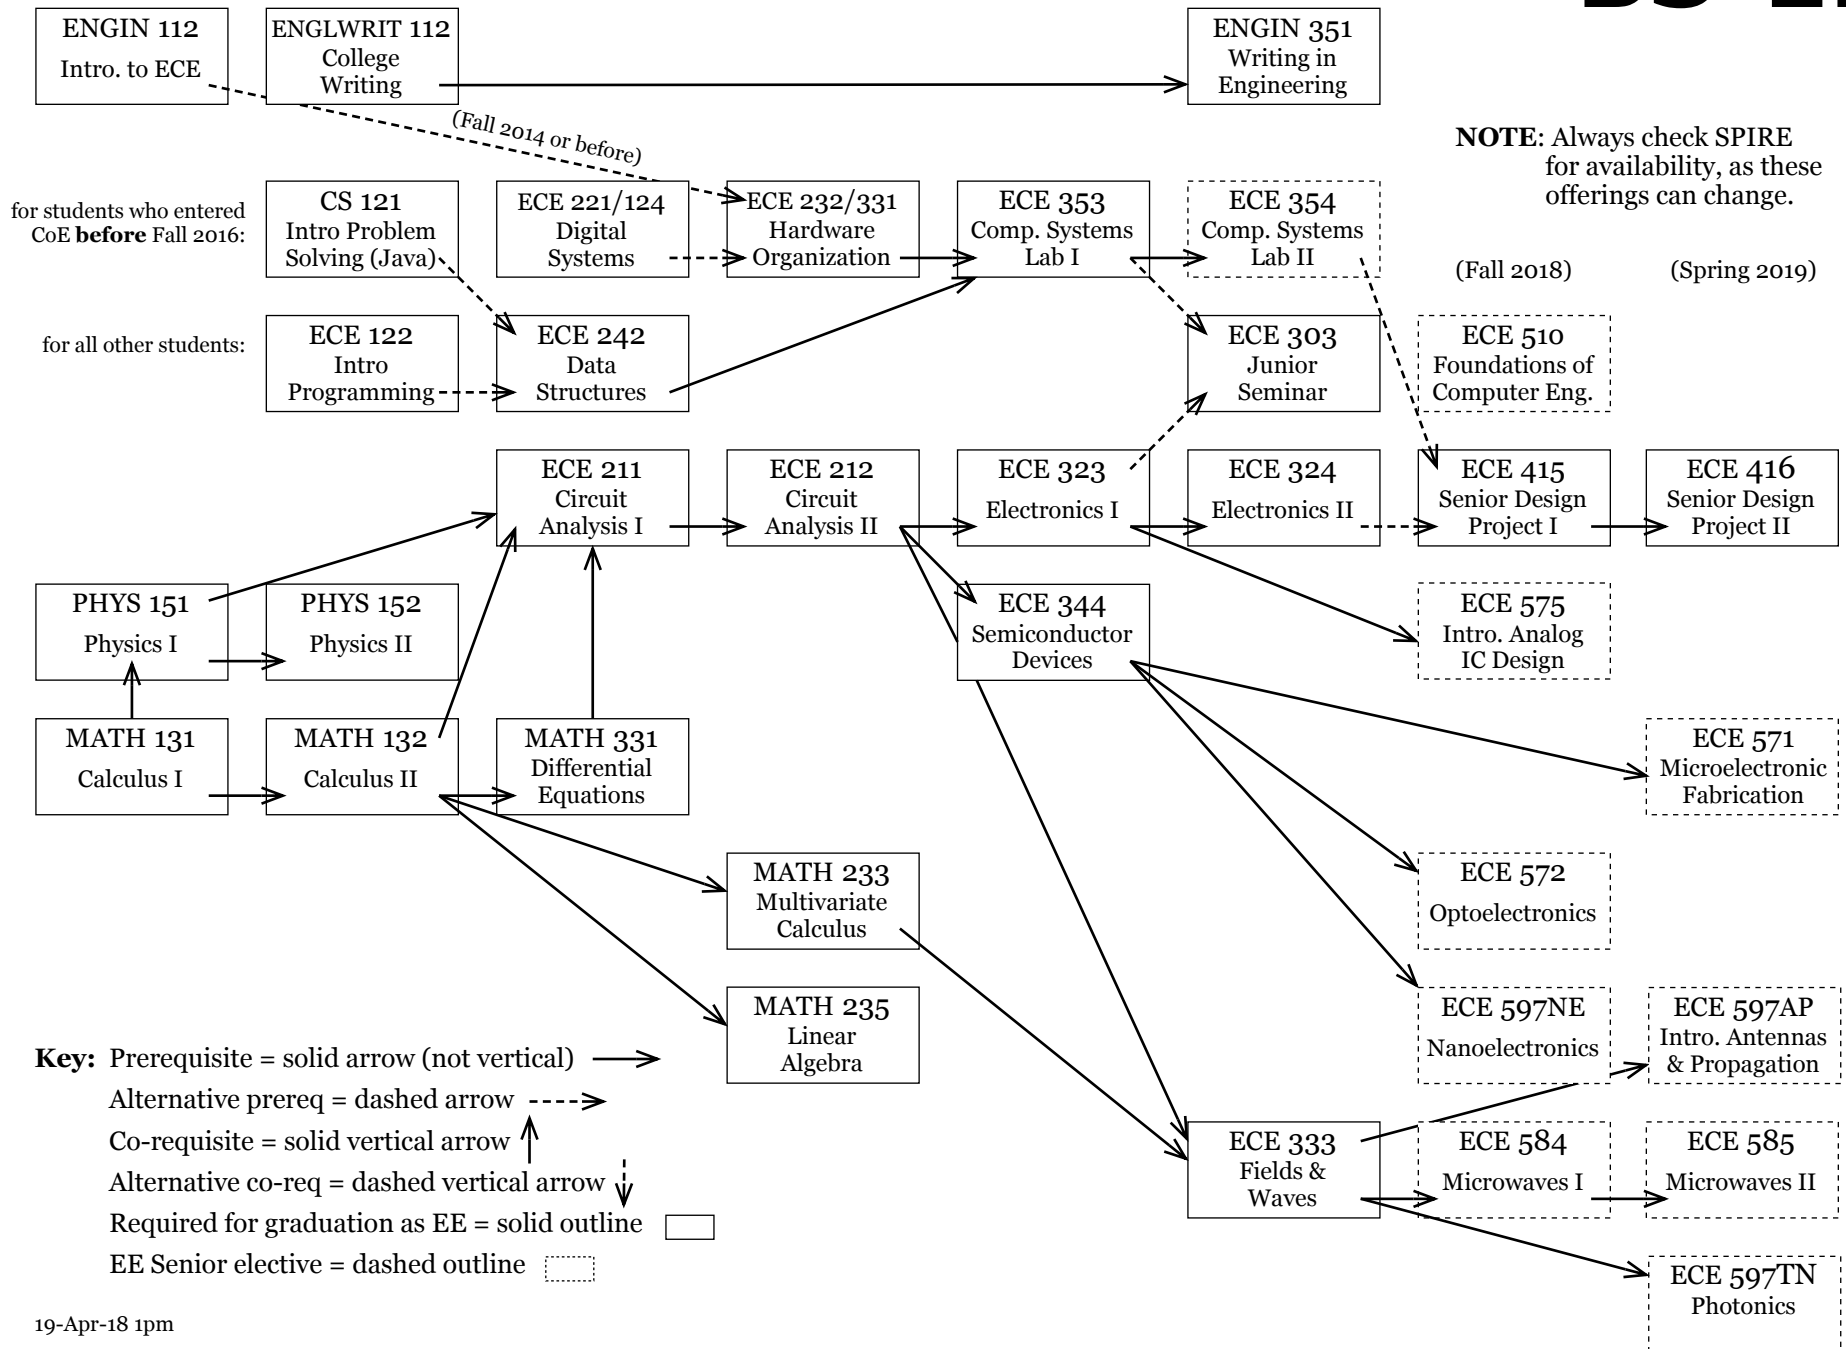 ENGIN 112
Intro. to ECE
ENGLWRIT 112
College
Writing
ENGIN 351
Writing in
Engineering
(Fall 2014 or before)
NOTE: Always check SPIRE
for availability, as these
offerings can change.
for students who entered
CoE before Fall 2016:
CS 121
Intro Problem
Solving (Java)
ECE 221/124
Digital
Systems
ECE 232/331
Hardware
Organization
ECE 353
Comp. Systems
Lab I
ECE 354
Comp. Systems
Lab II
(Fall 2018)
(Spring 2019)
for all other students:
ECE 122
Intro
Programming
ECE 242
Data
Structures
ECE 303
Junior
Seminar
ECE 510
Foundations of
Computer Eng.
ECE 211
Circuit
Analysis I
ECE 212
Circuit
Analysis II
ECE 323
Electronics I
ECE 324
Electronics II
ECE 415
Senior Design
Project I
ECE 416
Senior Design
Project II
PHYS 151
Physics I
PHYS 152
Physics II
ECE 344
Semiconductor
Devices
ECE 575
Intro. Analog
IC Design
MATH 131
Calculus I
MATH 132
Calculus II
MATH 331
Differential
Equations
ECE 571
Microelectronic
Fabrication
MATH 233
Multivariate
Calculus
ECE 572
Optoelectronics
MATH 235
Linear
Algebra
ECE 597NE
Nanoelectronics
ECE 597AP
Intro. Antennas
& Propagation
Key: Prerequisite = solid arrow (not vertical)
Alternative prereq = dashed arrow
Co-requisite = solid vertical arrow
Alternative co-req = dashed vertical arrow
Required for graduation as EE = solid outline
EE Senior elective = dashed outline
ECE 333
Fields &
Waves
ECE 584
Microwaves I
ECE 585
Microwaves II
ECE 597TN
Photonics
19-Apr-18 1pm